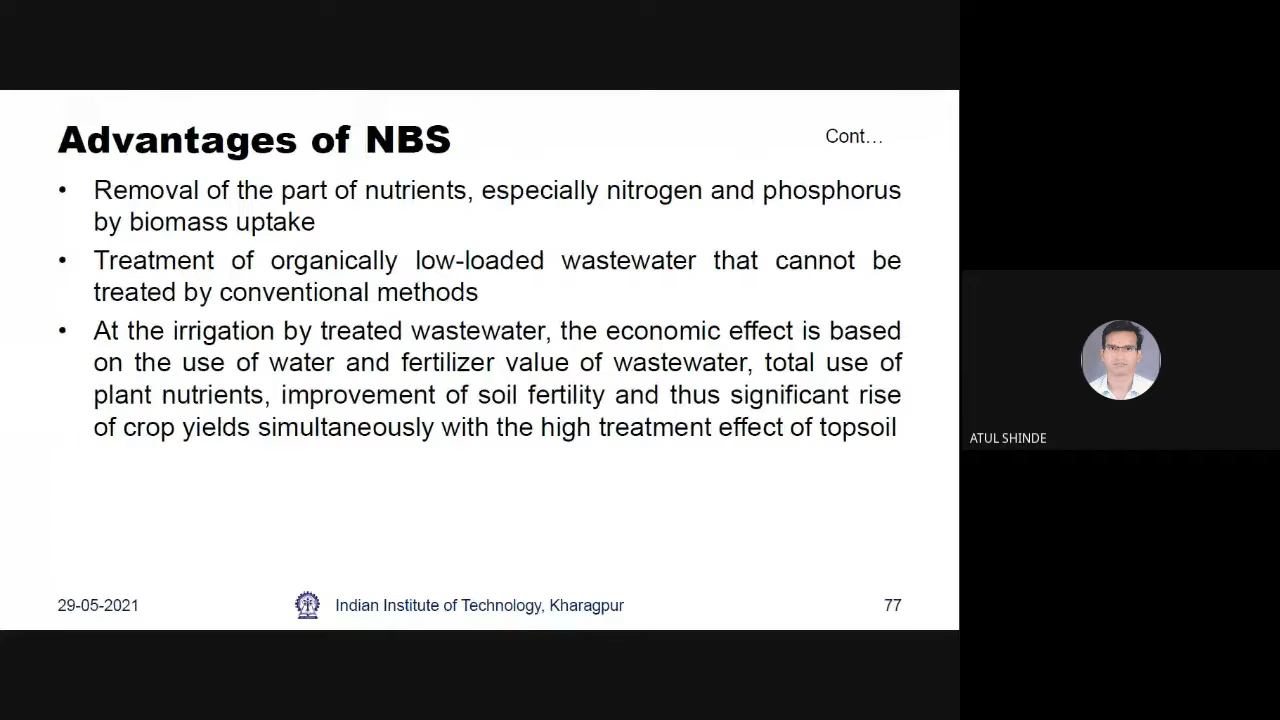 Advantages of NBS
Cont...
• Removal of the part of nutrients, especially nitrogen and phosphorus
by biomass uptake
• Treatment of organically low-loaded wastewater that cannot be
treated by conventional methods
• At the irrigation by treated wastewater, the economic effect is based
on the use of water and fertilizer value of wastewater, total use of
plant nutrients, improvement of soil fertility and thus significant rise
of crop yields simultaneously with the high treatment effect of topsoil
29-05-2021
Indian Institute of Technology, Kharagpur
77
ATUL SHINDE